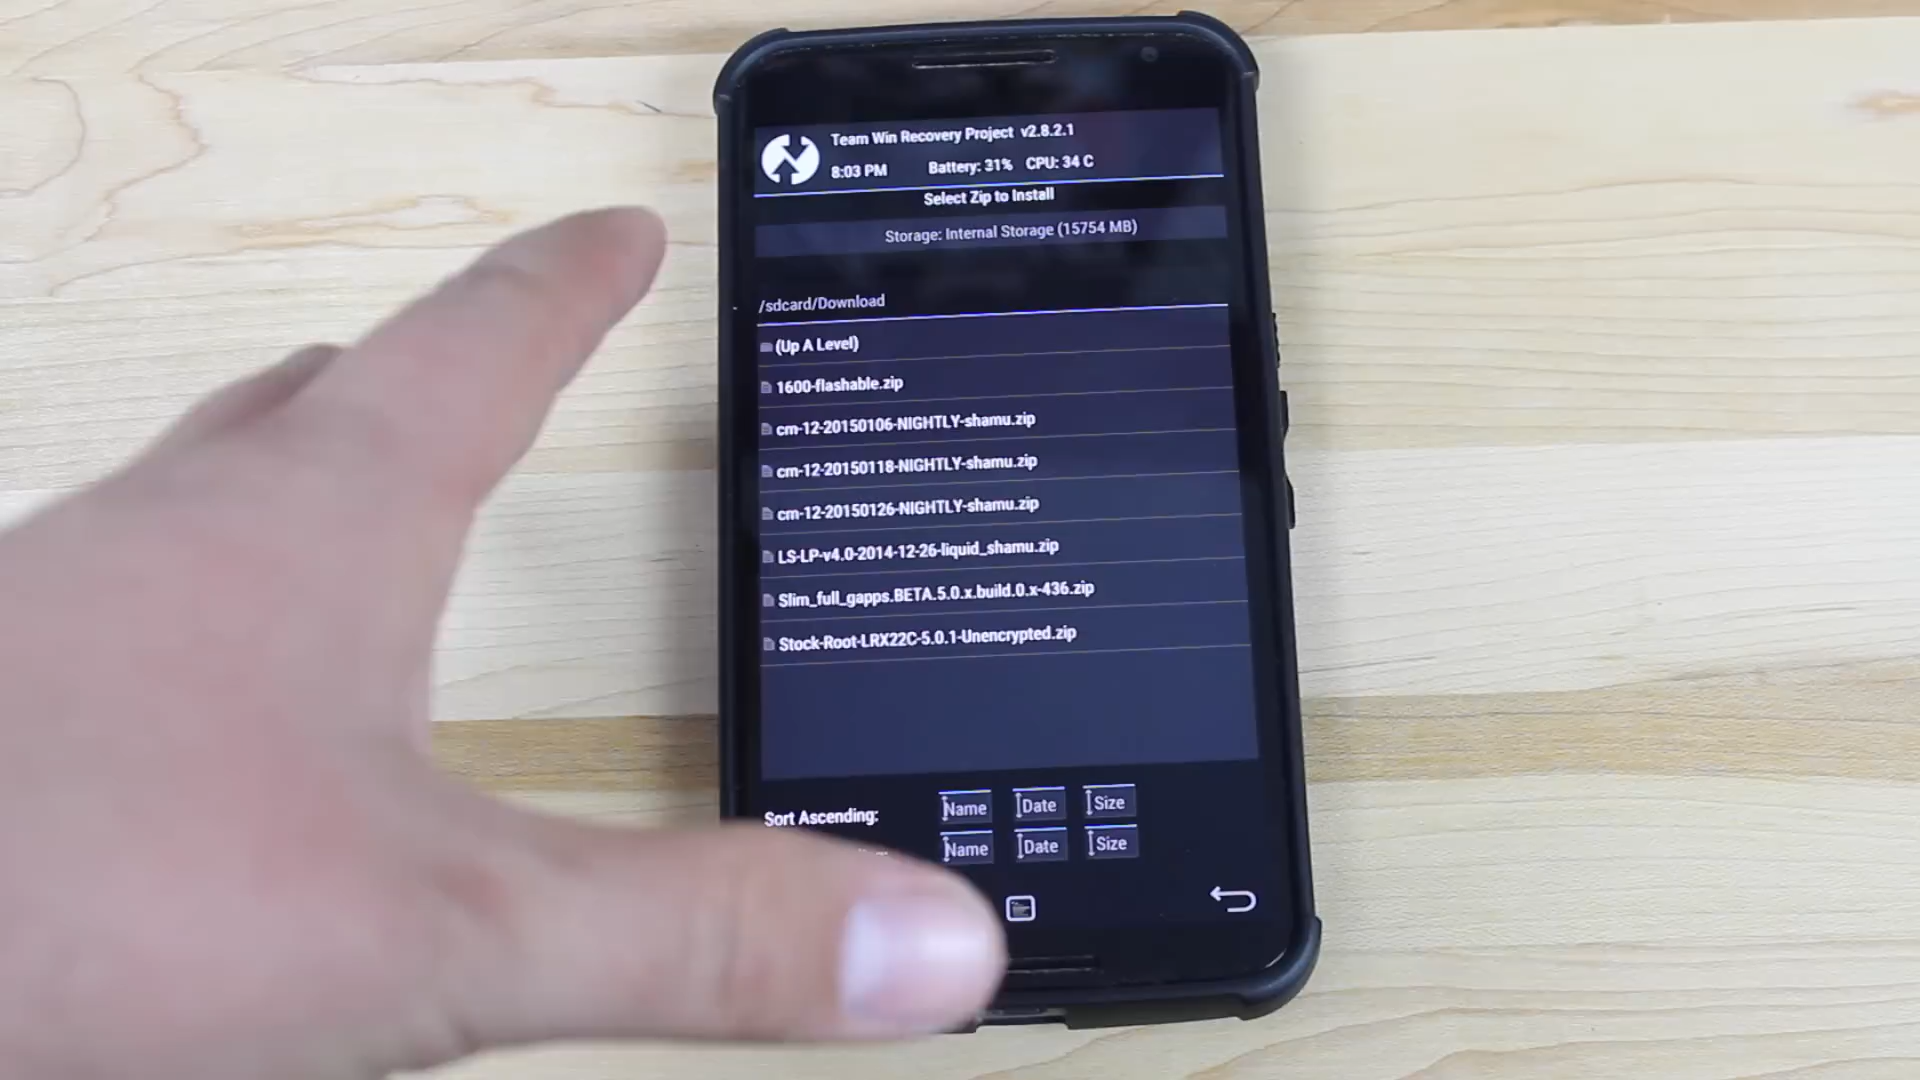 Team Win Recovery Project v2.8.2.1
8:03 PM Battery: 31% CPU: 34 C
Select Zip to Install
Storage: Internal Storage (15754 MB)
/sdcard/Download
(Up A Level)
1600-flashable.zip
cm-12-20150106-NIGHTLY-shamu.zip
cm-12-20150118-NIGHTLY-shamu.zip
cm-12-20150126-NIGHTLY-shamu.zip
LS-LP-v4.0-2014-12-26-liquid_shamu.zip
Slim_full_gapps.BETA.5.0.x.build.0.x-436.zip
Stock-Root-LRX22C-5.0.1-Unencrypted.zip
Sort Ascending: Name Date Size
Name Date Size